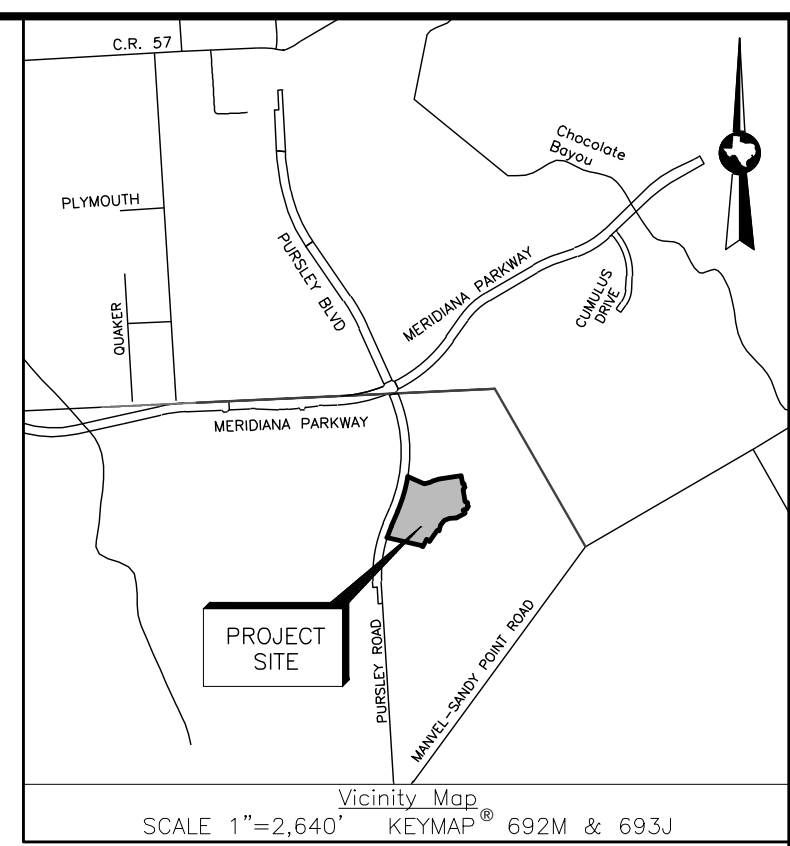 C.R. 57
Chocolate
Bayou
PLYMOUTH
PURSLEY BLVD
MERIDIANA PARKWAY
CUMULUS
DRIVE
QUAKER
MERIDIANA PARKWAY
PROJECT
SITE
PURSLEY ROAD
MANVEL-SANDY POINT ROAD
Vicinity Map
SCALE 1"=2,640' KEYMAP® 692M & 693J